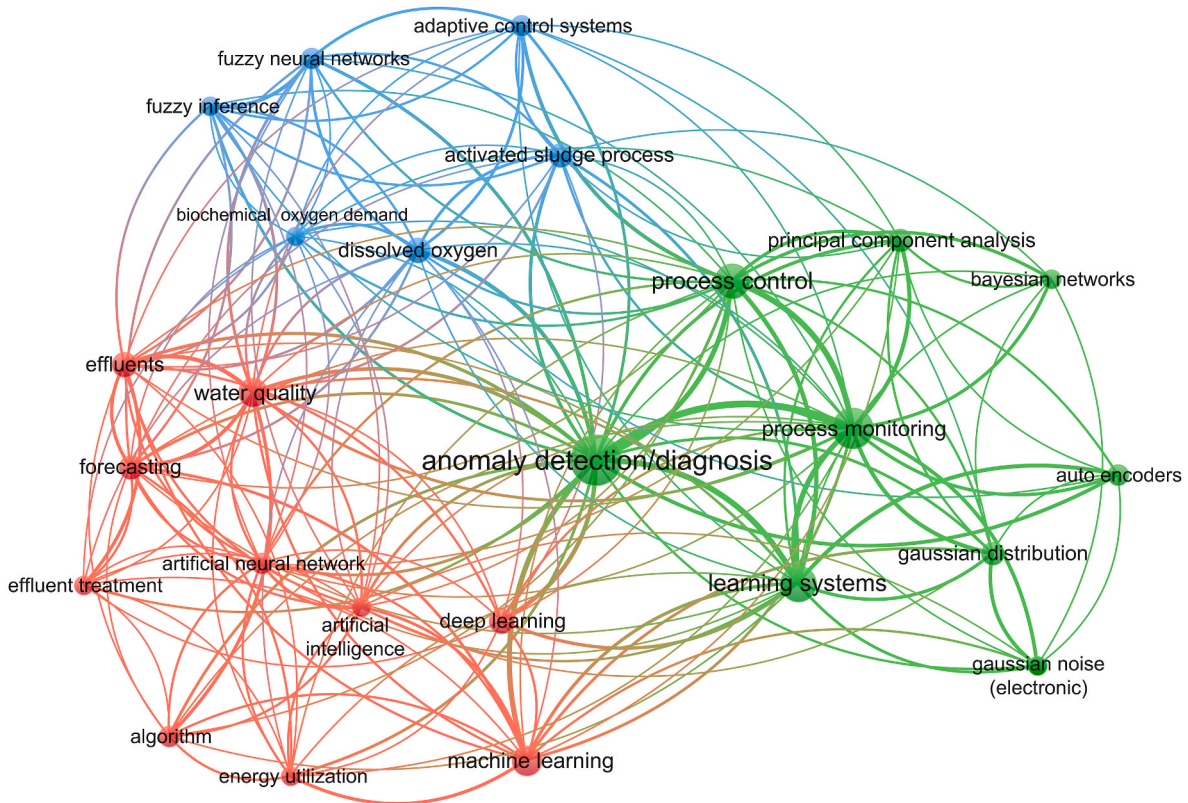 adaptive control systems
fuzzy neural networks
fuzzy inference
activated sludge process
biochemical oxygen demand
dissolved oxygen
principal component analysis
process control
bayesian networks
effluents
water quality
process monitoring
anomaly detection/diagnosis
forecasting
auto encoders
gaussian distribution
artificial neural network
effluent treatment
learning systems
deep learning
artificial
intelligence
gaussian noise
(electronic)
algorithm
machine learning
energy utilization